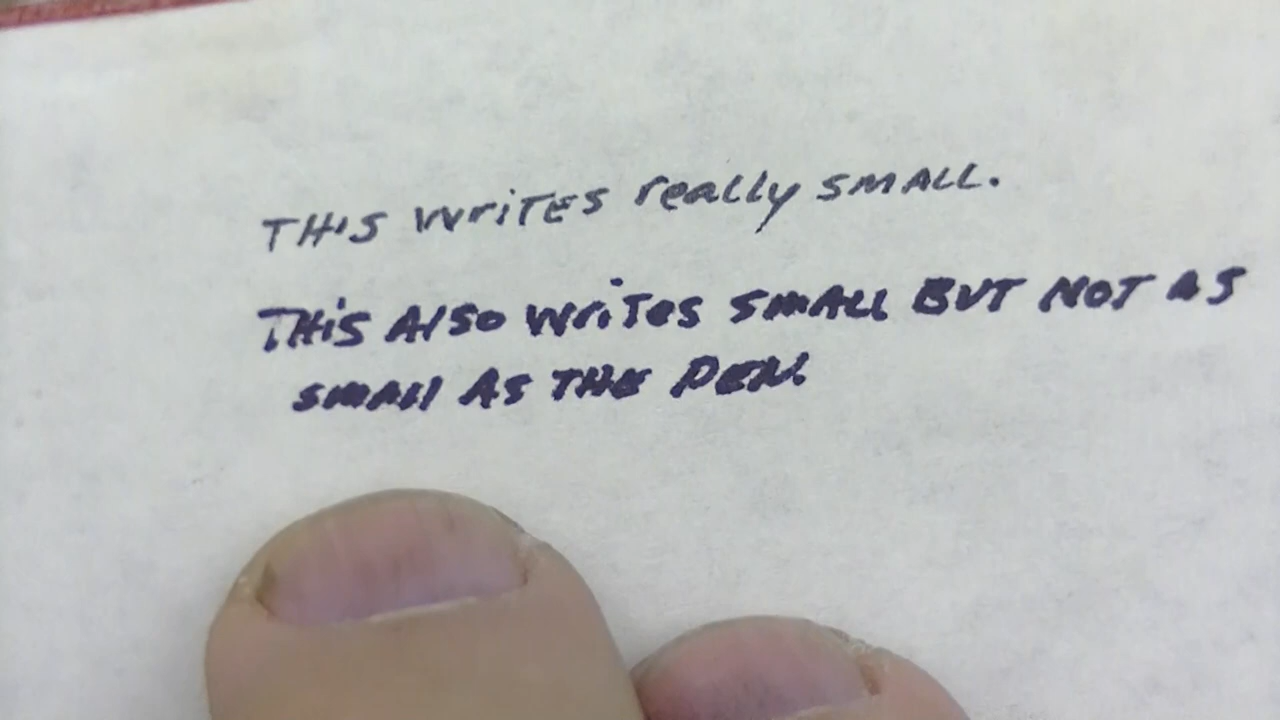 THIS WriTES really SMALL.
THiS AlSO WriTes SMALL BUT NOT AS
SMAll AS THE PEN.